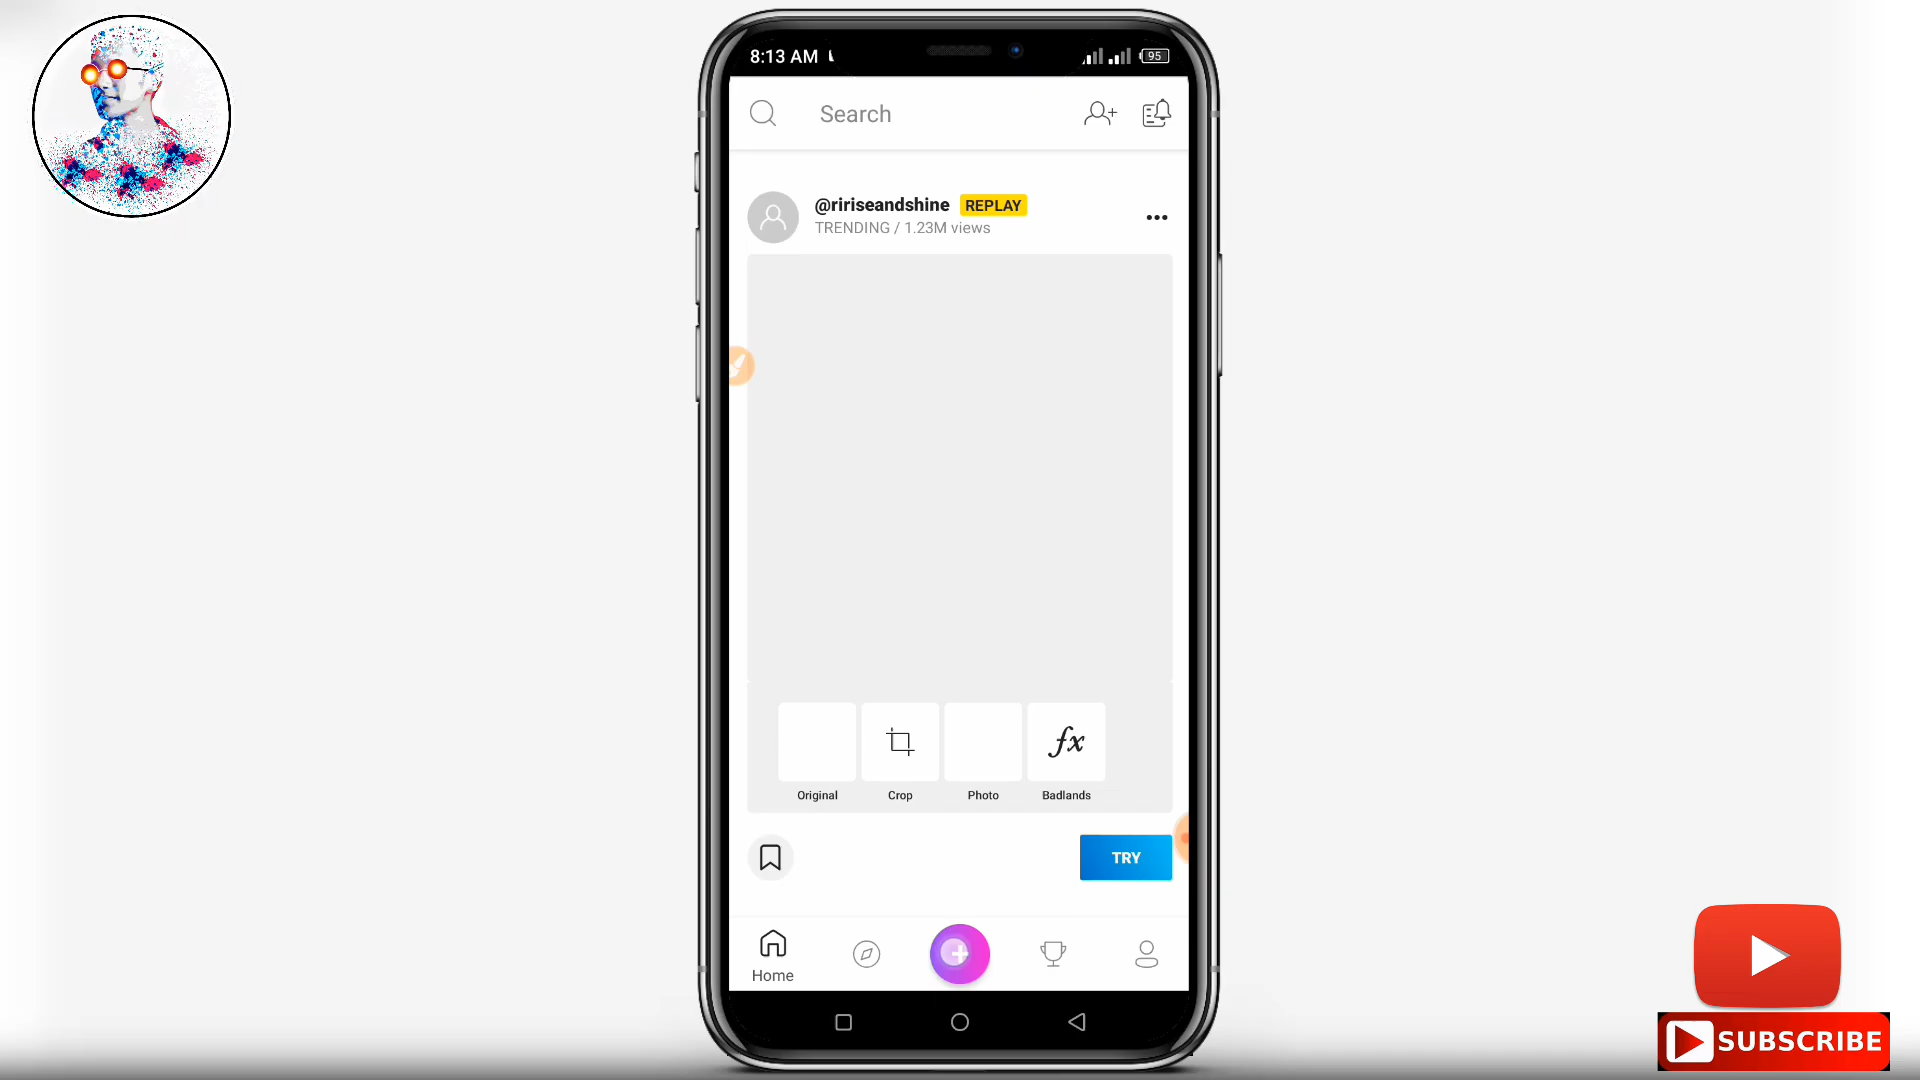 8:13 AM
95
Search
@ririseandshine REPLAY
TRENDING / 1.23M views
Original
Crop
Photo
fx
Badlands
TRY
Home
SUBSCRIBE